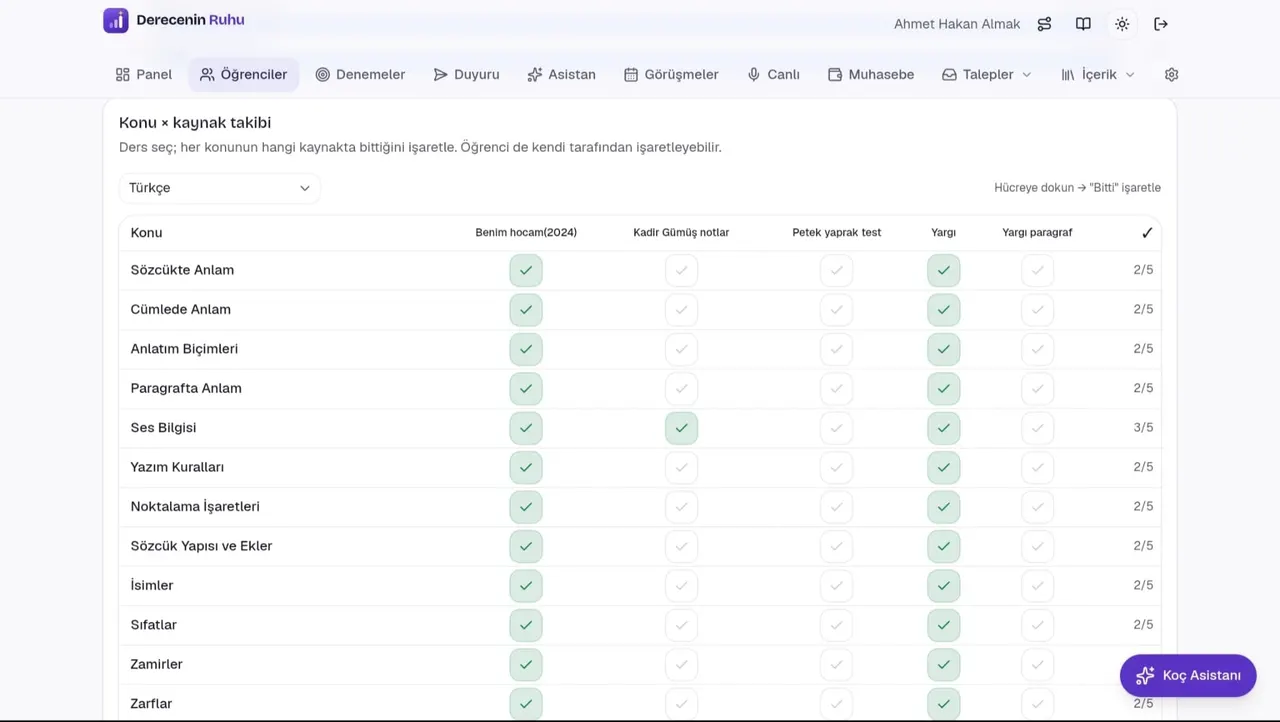 Derecenin Ruhu
Ahmet Hakan Almak
Panel
Öğrenciler
Denemeler
Duyuru
Asistan
Görüşmeler
Canlı
Muhasebe
Talepler
İçerik
Konu × kaynak takibi
Ders seç; her konunun hangi kaynakta bittiğini işaretle. Öğrenci de kendi tarafından işaretleyebilir.
Türkçe
Hücreye dokun → "Bitti" işaretle
Konu Benim hocam(2024) Kadir Gümüş notlar Petek yaprak test Yargı Yargı paragraf ✓
Sözcükte Anlam 2/5
Cümlede Anlam 2/5
Anlatım Biçimleri 2/5
Paragrafta Anlam 2/5
Ses Bilgisi 3/5
Yazım Kuralları 2/5
Noktalama İşaretleri 2/5
Sözcük Yapısı ve Ekler 2/5
İsimler 2/5
Sıfatlar 2/5
Zamirler
Koç Asistanı
Zarflar 2/5